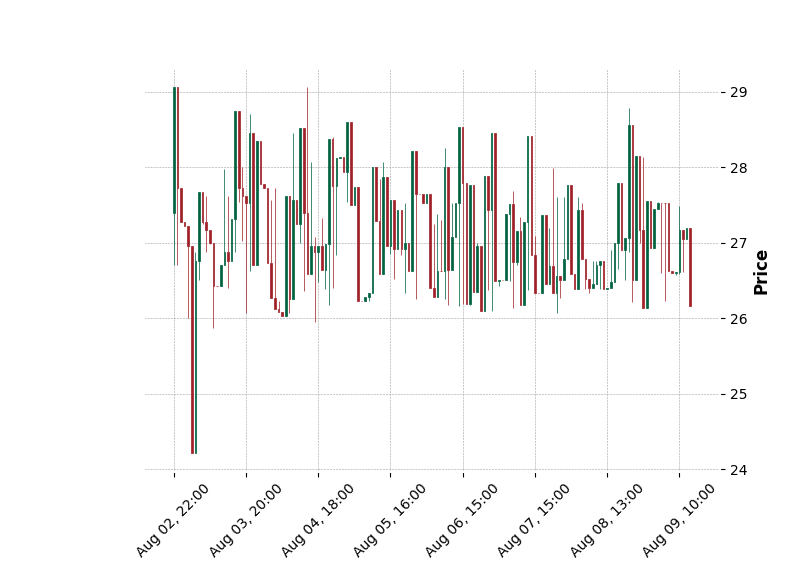 29
28
27
26
25
24
Price
Aug 02, 22:00
Aug 03, 20:00
Aug 04, 18:00
Aug 05, 16:00
Aug 06, 15:00
Aug 07, 15:00
Aug 08, 13:00
Aug 09, 10:00